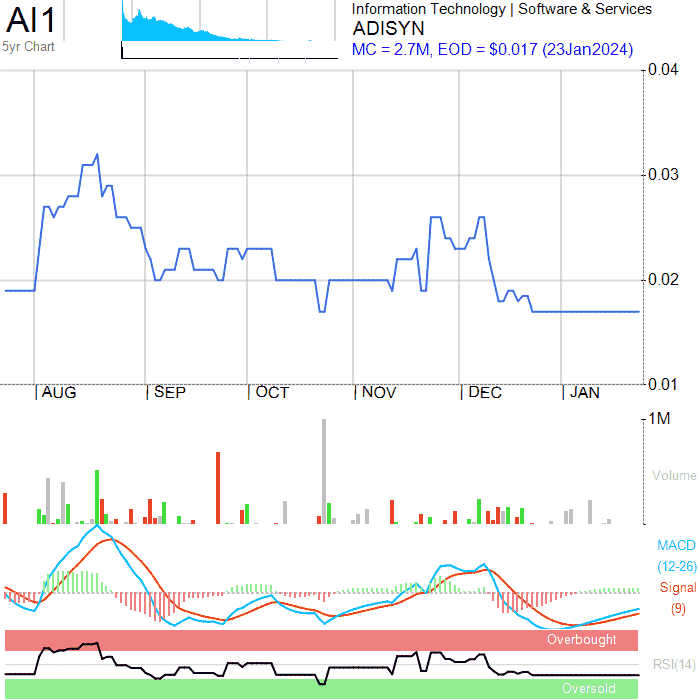 AI1
5yr Chart
Information Technology | Software & Services
ADISYN
MC = 2.7M, EOD = $0.017 (23Jan2024)
0.04
0.03
0.02
0.01
| AUG | SEP | OCT | NOV | DEC | JAN
1M
Volume
MACD
(12-26)
Signal
(9)
Overbought
RSI(14)
Oversold